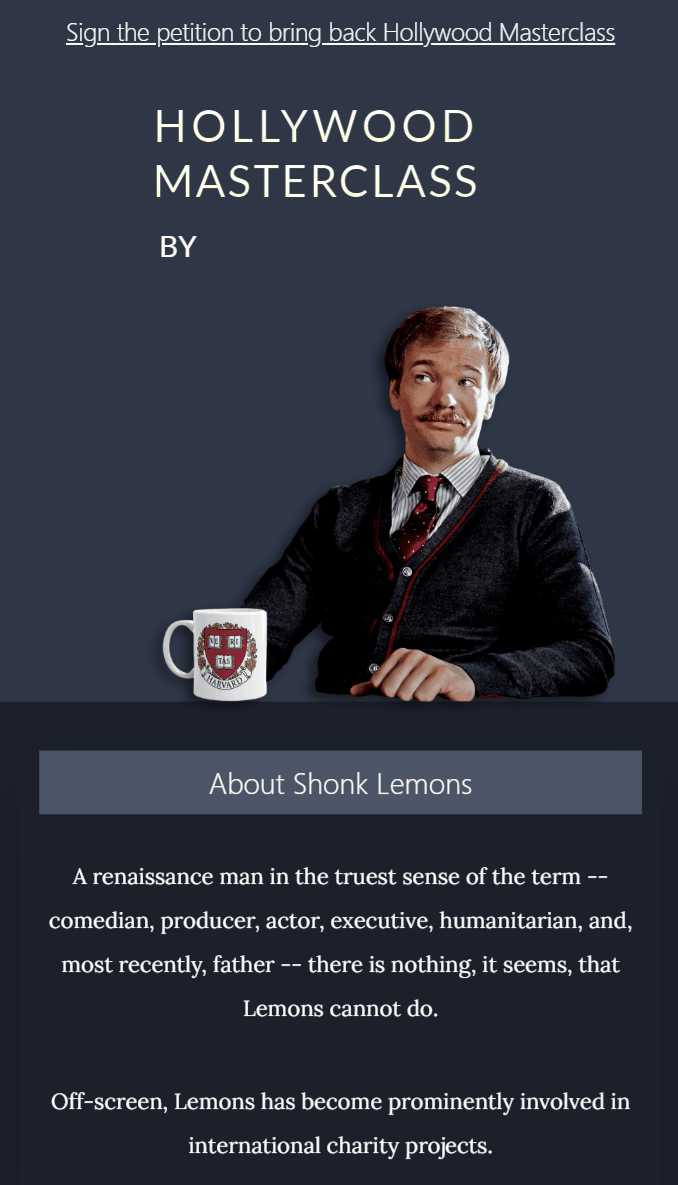 Sign the petition to bring back Hollywood Masterclass
HOLLYWOOD
MASTERCLASS
BY
VE RI
TAS
HARVARD
About Shonk Lemons
A renaissance man in the truest sense of the term --
comedian, producer, actor, executive, humanitarian, and,
most recently, father -- there is nothing, it seems, that
Lemons cannot do.
Off-screen, Lemons has become prominently involved in
international charity projects.